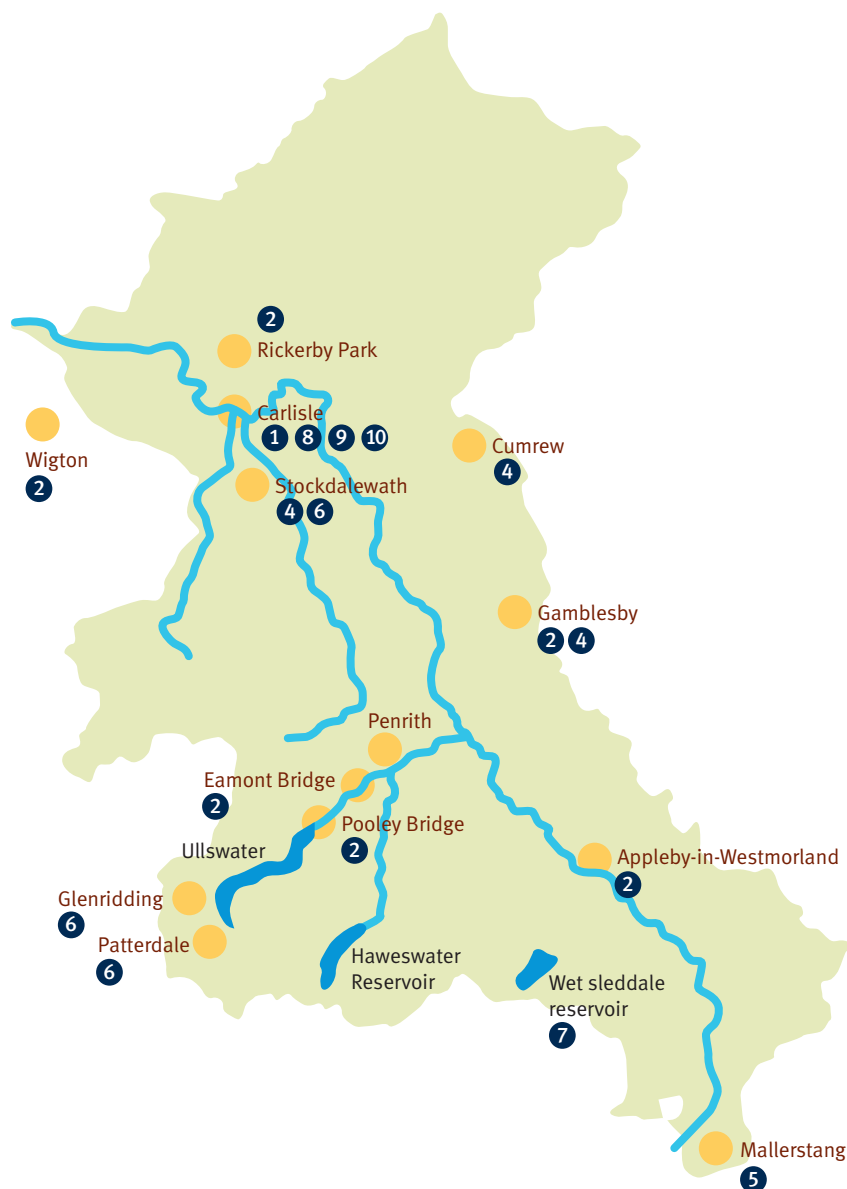 2
Rickerby Park
Carlisle
1 8 9 10
Wigton
2
Cumrew
4
Stockdalewath
4 6
Gamblesby
2 4
Penrith
Eamont Bridge
2
Pooley Bridge
2
Ullswater
Appleby-in-Westmorland
2
Glenridding
6
Patterdale
6
Haweswater
Reservoir
Wet sleddale
reservoir
7
Mallerstang
5